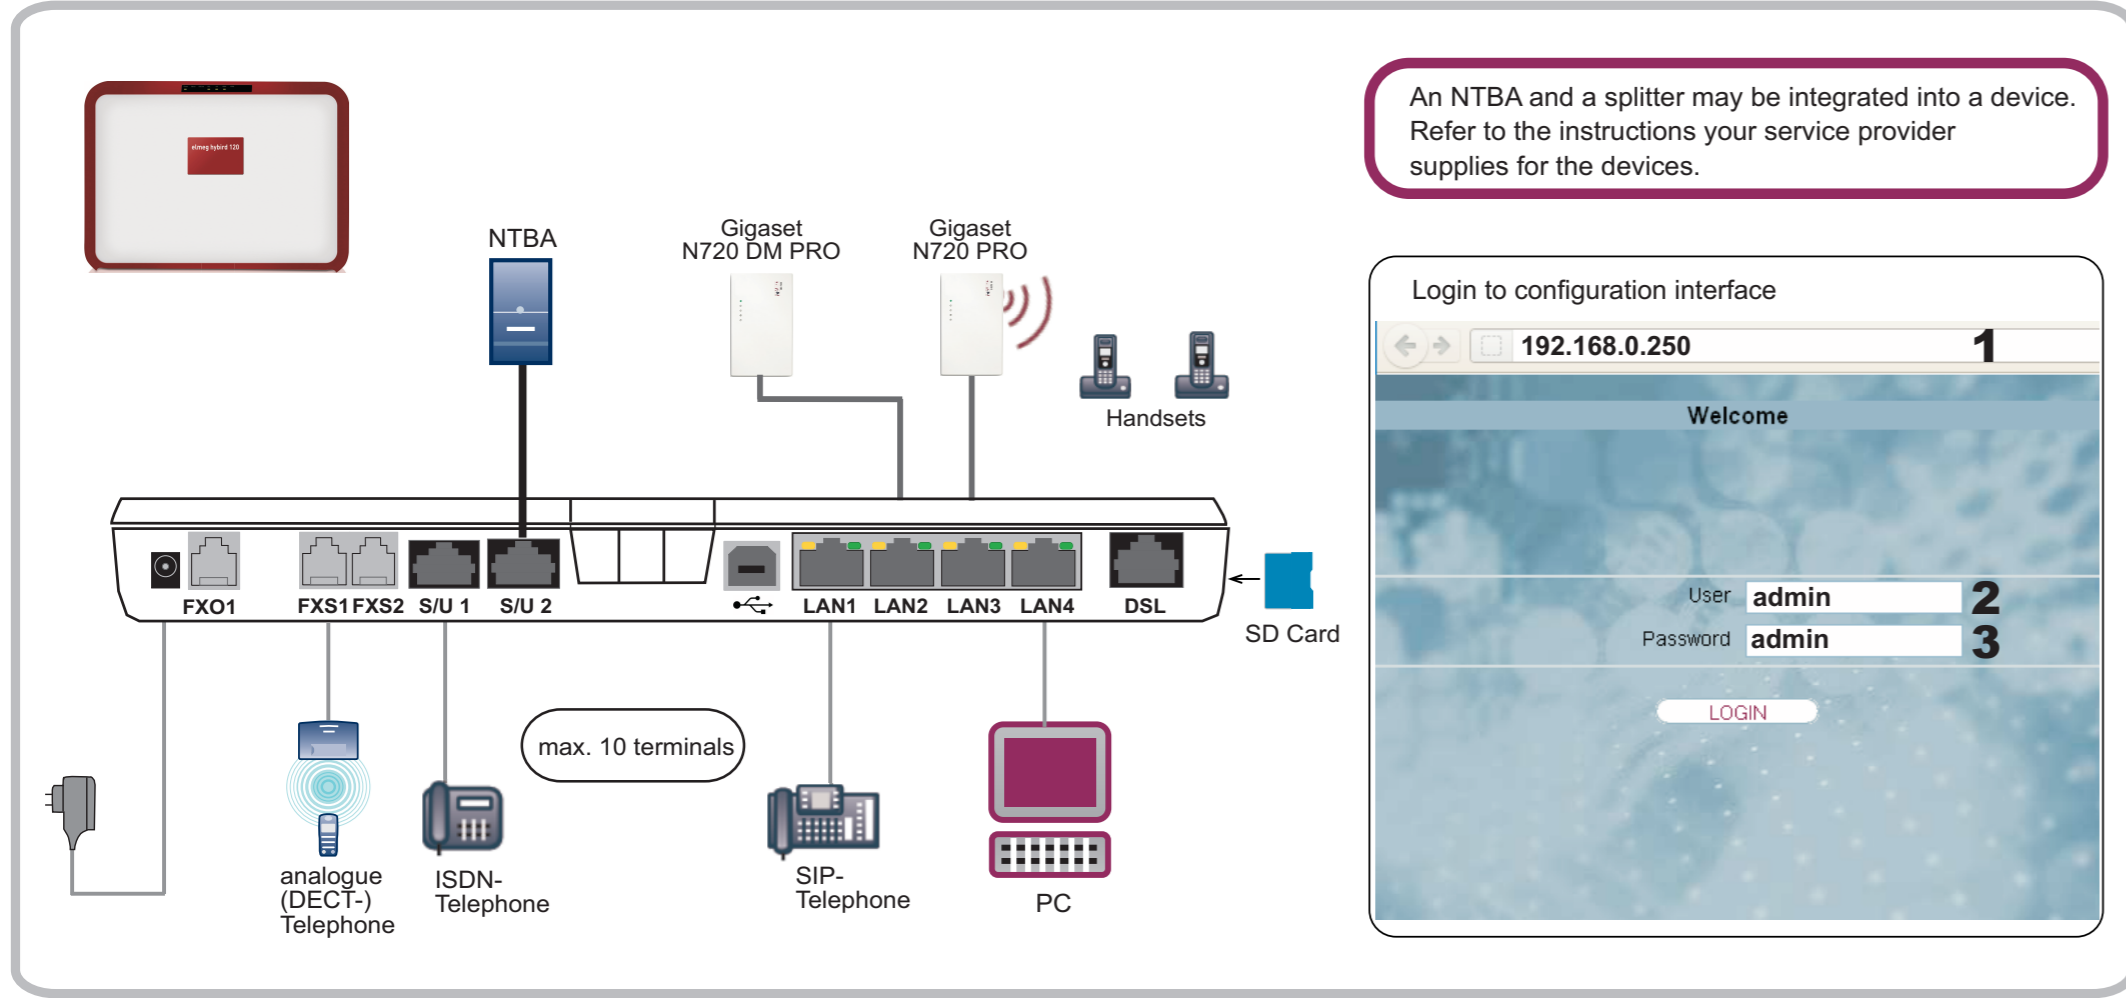 elmeg hybird 120
An NTBA and a splitter may be integrated into a device.
Refer to the instructions your service provider
supplies for the devices.
NTBA
Gigaset
N720 DM PRO
Gigaset
N720 PRO
Handsets
FXO1
FXS1 FXS2
S/U 1
S/U 2
LAN1
LAN2
LAN3
LAN4
DSL
SD Card
max. 10 terminals
analogue
(DECT-)
Telephone
ISDN-
Telephone
SIP-
Telephone
PC
Login to configuration interface
192.168.0.250 1
Welcome
User admin 2
Password admin 3
LOGIN